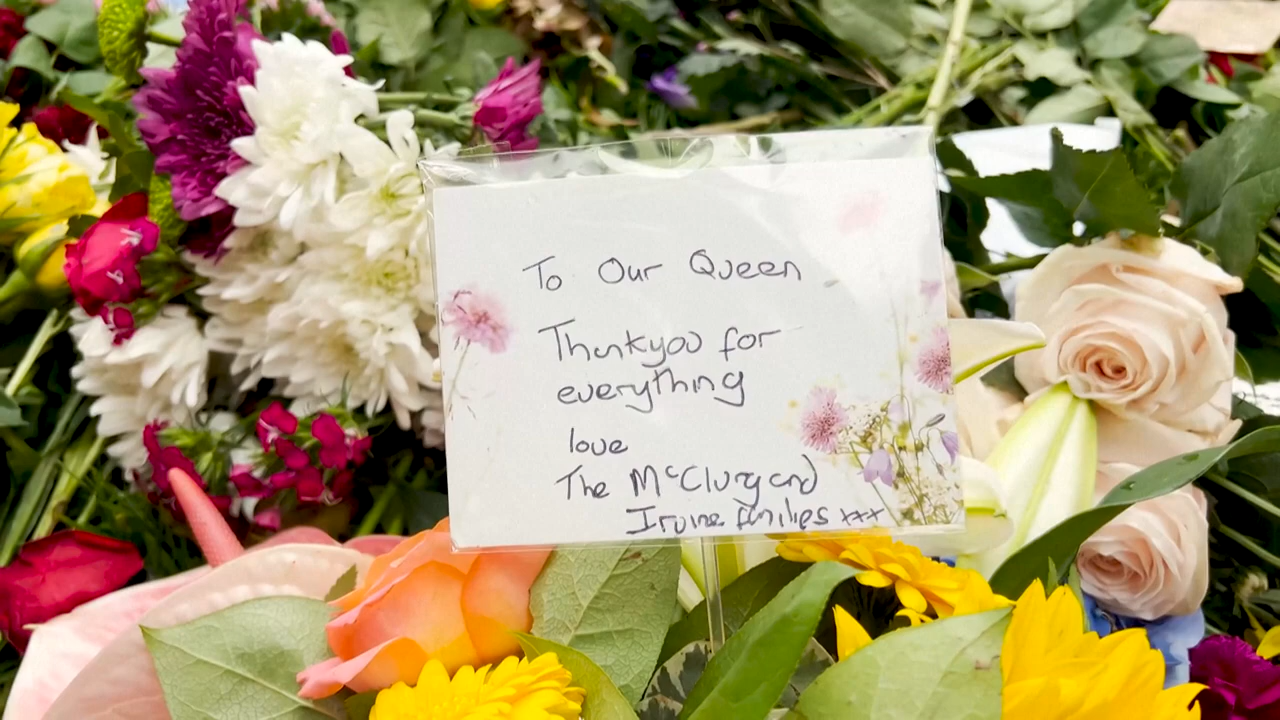 To Our Queen
Thankyou for
everything
love
The McClurg and
Irvine families xxx